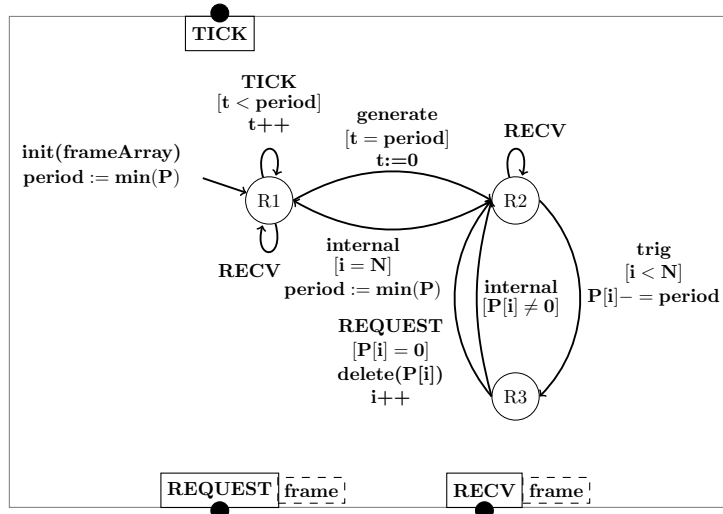 TICK
TICK
[t < period]
t++
generate
[t = period]
t:=0
RECV
init(frameArray)
period := min(P)
R1
R2
RECV
internal
[i = N]
period := min(P)
internal
[P[i] ≠ 0]
trig
[i < N]
P[i]− = period
REQUEST
[P[i] = 0]
delete(P[i])
i++
R3
REQUEST frame
RECV frame